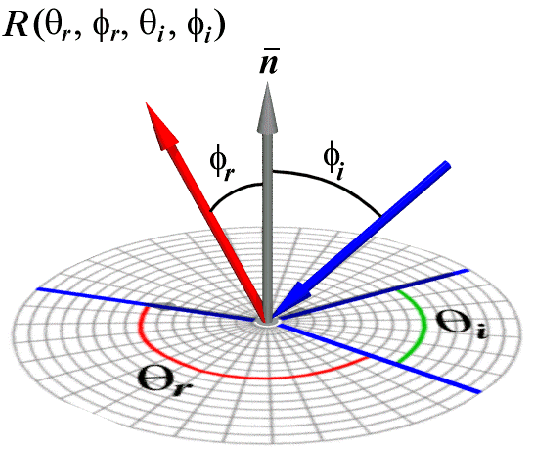 R(θr, ϕr, θi, ϕi)
n̄
ϕr
ϕi
Θi
Θr